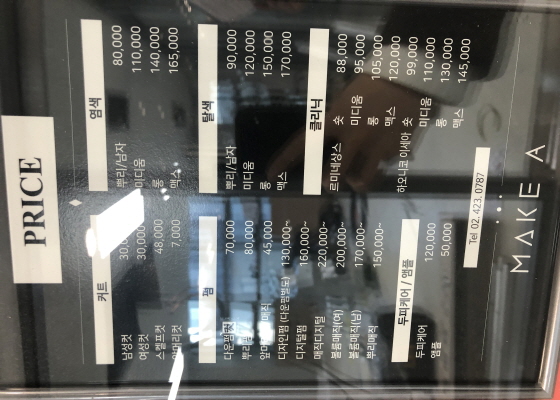 PRICE
커트
남성컷 30,000
여성컷 30,000
스벨프컷 48,000
앞머리컷 7,000
펌
다운펌 70,000
뿌리펌 80,000
앞머리 매직 45,000
디자인펌 (다운펌별도) 130,000~
디지털펌 160,000~
매직디지털 220,000~
볼륨매직(여) 200,000~
볼륨매직(남) 170,000~
뿌리매직 150,000~
두피케어 / 앰플
두피케어 120,000
앰플 50,000
염색
뿌리/남자 80,000
미디움 110,000
롱 140,000
맥스 165,000
탈색
뿌리/남자 90,000
미디움 120,000
롱 150,000
맥스 170,000
클리닉
르미네상스 숏 88,000
미디움 95,000
롱 105,000
맥스 120,000
하오니코 이세아 숏 99,000
미디움 110,000
롱 130,000
맥스 145,000
Tel 02. 423. 0787
MAKE A